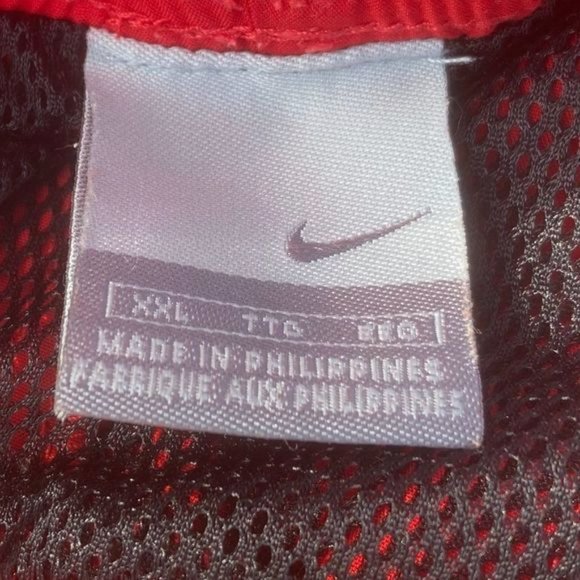 XXL TTG EEG
MADE IN PHILIPPINES
FABRIQUE AUX PHILIPPINES